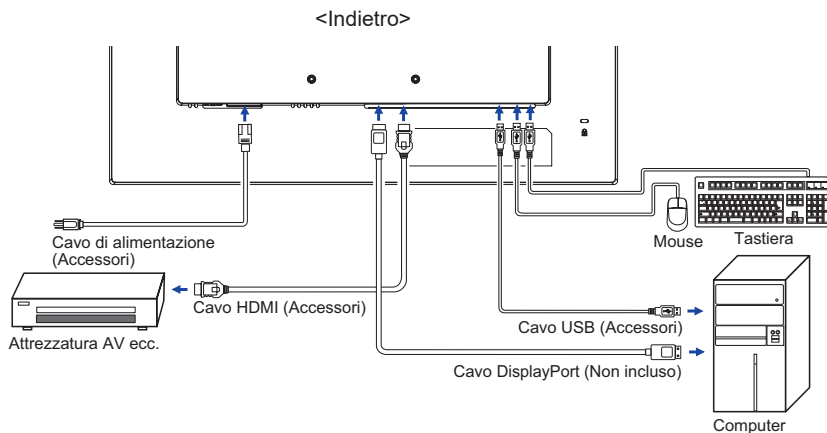 <Indietro>
Cavo di alimentazione
(Accessori)
Mouse
Tastiera
Cavo HDMI (Accessori)
Attrezzatura AV ecc.
Cavo USB (Accessori)
Cavo DisplayPort (Non incluso)
Computer